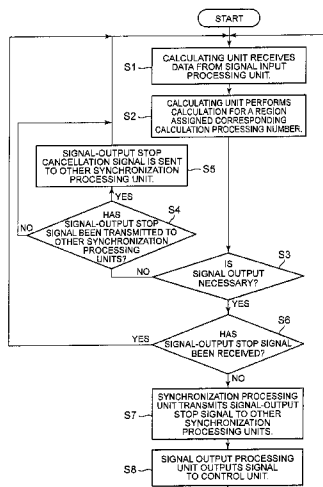 START
S1
CALCULATING UNIT RECEIVES
DATA FROM SIGNAL INPUT
PROCESSING UNIT.
S2
CALCULATING UNIT PERFORMS
CALCULATION FOR A REGION
ASSIGNED CORRESPONDING
CALCULATION PROCESSING NUMBER.
SIGNAL-OUTPUT STOP
CANCELLATION SIGNAL IS SENT
TO OTHER SYNCHRONIZATION
PROCESSING UNIT.
S5
YES
S4
HAS
SIGNAL-OUTPUT STOP
SIGNAL BEEN TRANSMITTED TO
OTHER SYNCHRONIZATION
PROCESSING
UNITS?
NO
S3
IS
SIGNAL OUTPUT
NECESSARY?
NO
YES
S6
HAS
SIGNAL-OUTPUT STOP SIGNAL
BEEN RECEIVED?
YES
NO
S7
SYNCHRONIZATION PROCESSING
UNIT TRANSMITS SIGNAL-OUTPUT
STOP SIGNAL TO OTHER
SYNCHRONIZATION
PROCESSING UNITS.
S8
SIGNAL OUTPUT PROCESSING
UNIT OUTPUTS SIGNAL
TO CONTROL UNIT.